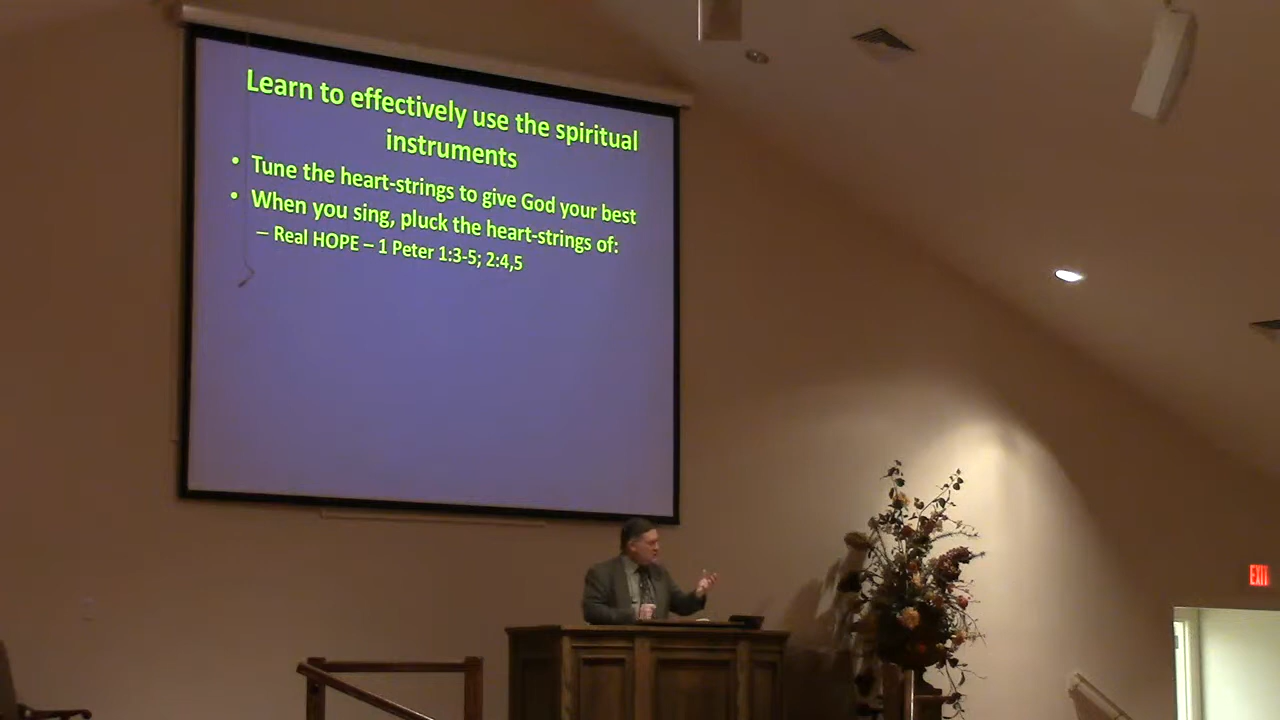 Learn to effectively use the spiritual
instruments
• Tune the heart-strings to give God your best
• When you sing, pluck the heart-strings of:
– Real HOPE – 1 Peter 1:3-5; 2:4,5
EXIT